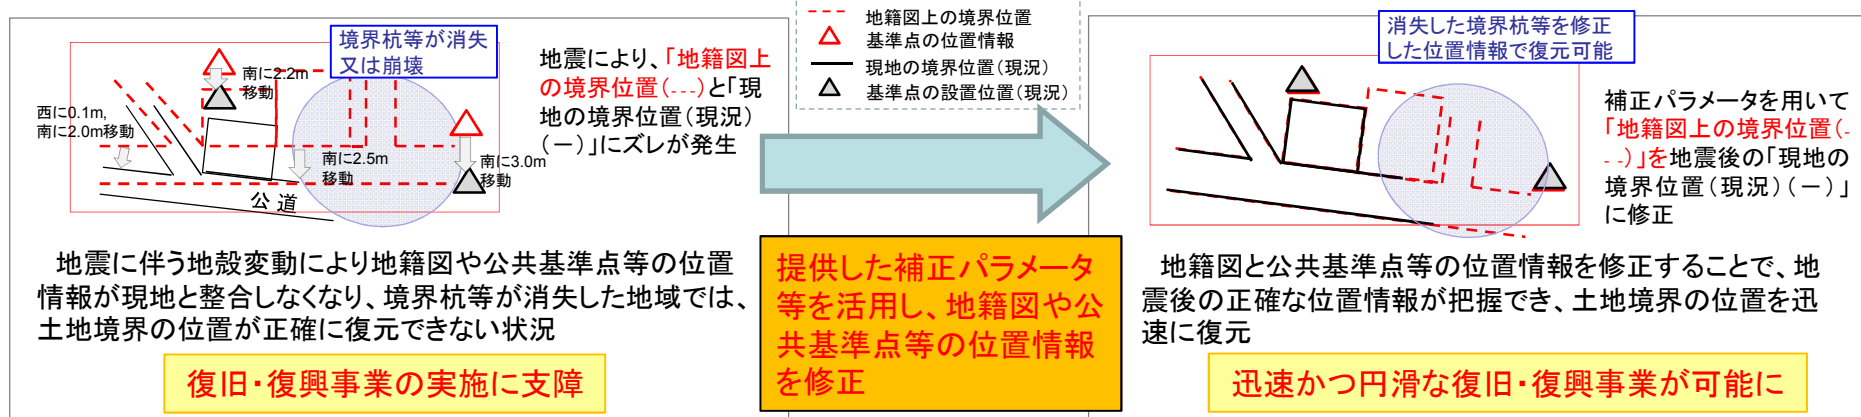 境界杭等が消失
又は崩壊
南に2.2m
移動
西に0.1m,
南に2.0m移動
南に2.5m
移動
南に3.0m
移動
公道
地震により、「地籍図上
の境界位置(---)と「現
地の境界位置(現況)
(-)」にズレが発生
地震に伴う地殻変動により地籍図や公共基準点等の位置
情報が現地と整合しなくなり、境界杭等が消失した地域では、
土地境界の位置が正確に復元できない状況
復旧・復興事業の実施に支障
地籍図上の境界位置
基準点の位置情報
現地の境界位置(現況)
基準点の設置位置(現況)
提供した補正パラメータ
等を活用し、地籍図や公
共基準点等の位置情報
を修正
消失した境界杭等を修正
した位置情報で復元可能
補正パラメータを用いて
「地籍図上の境界位置(-
--)」を地震後の「現地の
境界位置(現況)(-)」
に修正
地籍図と公共基準点等の位置情報を修正することで、地
震後の正確な位置情報が把握でき、土地境界の位置を迅
速に復元
迅速かつ円滑な復旧・復興事業が可能に